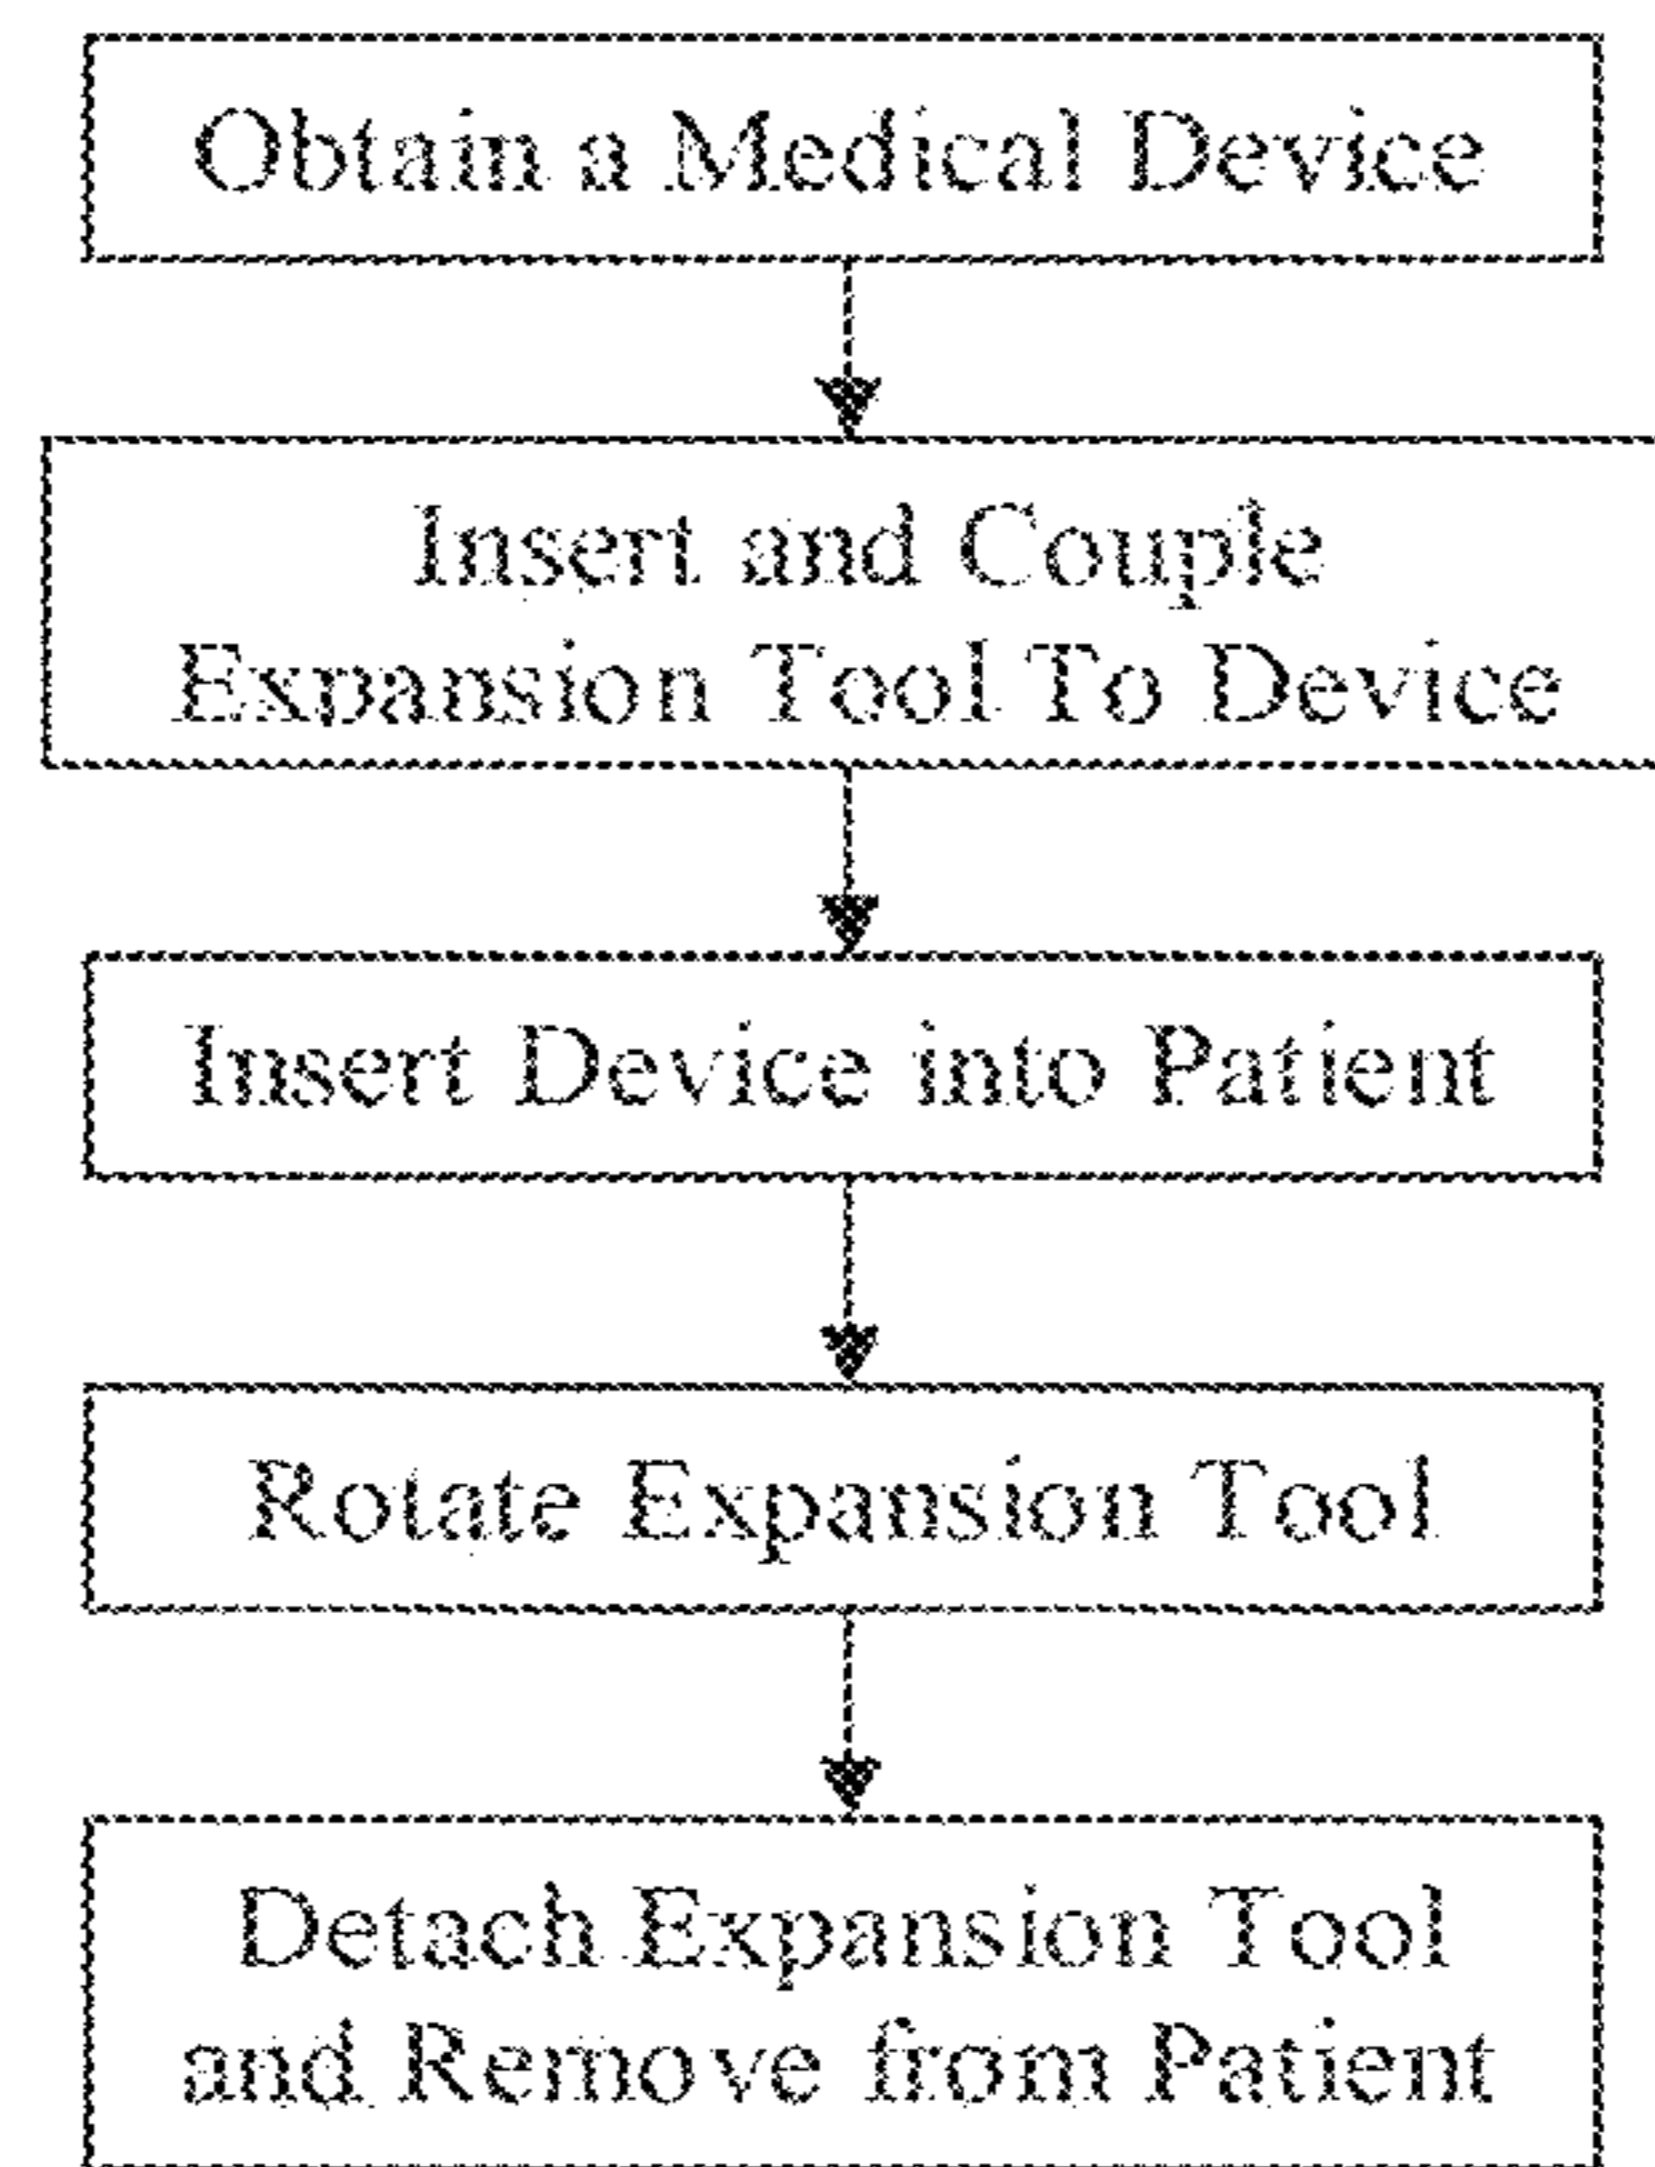 Obtain a Medical Device
Insert and Couple
Expansion Tool To Device
Insert Device into Patient
Rotate Expansion Tool
Detach Expansion Tool
and Remove from Patient